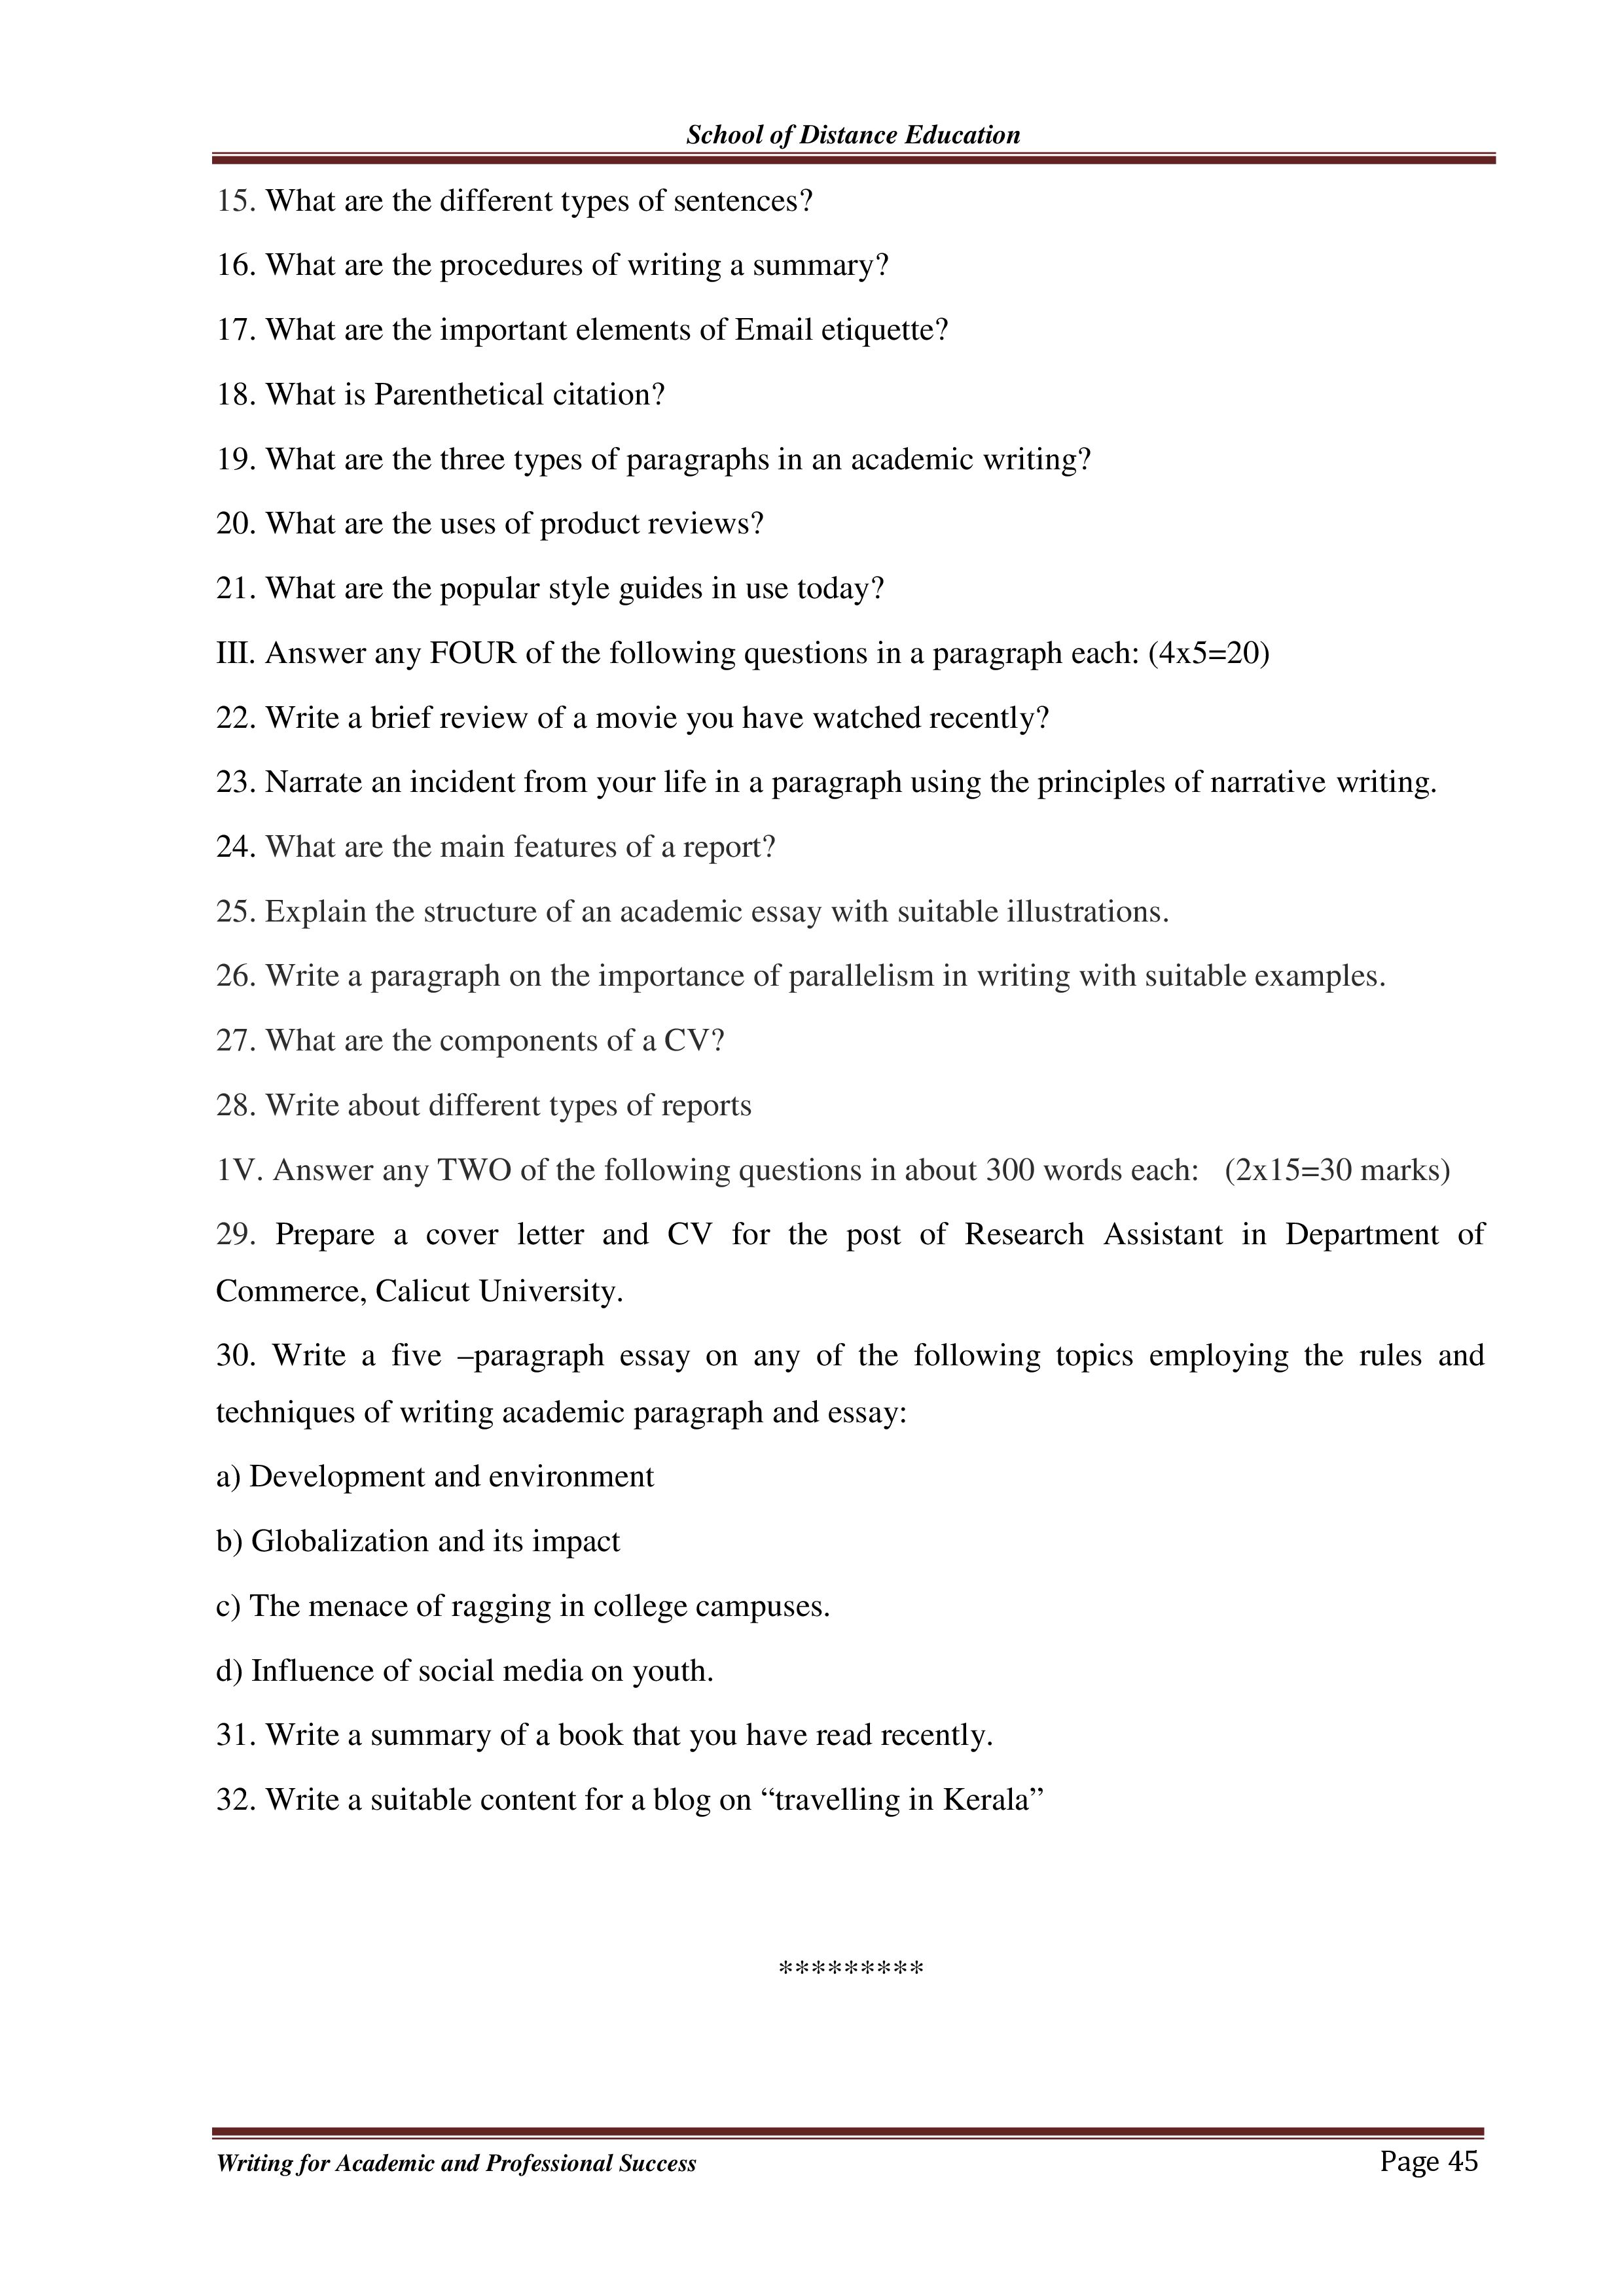 School of Distance Education
15. What are the different types of sentences?
16. What are the procedures of writing a summary?
17. What are the important elements of Email etiquette?
18. What is Parenthetical citation?
19. What are the three types of paragraphs in an academic writing?
20. What are the uses of product reviews?
21. What are the popular style guides in use today?
III. Answer any FOUR of the following questions in a paragraph each: (4x5=20)
22. Write a brief review of a movie you have watched recently?
23. Narrate an incident from your life in a paragraph using the principles of narrative writing.
24. What are the main features of a report?
25. Explain the structure of an academic essay with suitable illustrations.
26. Write a paragraph on the importance of parallelism in writing with suitable examples.
27. What are the components of a CV?
28. Write about different types of reports
1V. Answer any TWO of the following questions in about 300 words each: (2x15=30 marks)
29. Prepare a cover letter and CV for the post of Research Assistant in Department of
Commerce, Calicut University.
30. Write a five –paragraph essay on any of the following topics employing the rules and
techniques of writing academic paragraph and essay:
a) Development and environment
b) Globalization and its impact
c) The menace of ragging in college campuses.
d) Influence of social media on youth.
31. Write a summary of a book that you have read recently.
32. Write a suitable content for a blog on “travelling in Kerala”
*********
Writing for Academic and Professional Success Page 45